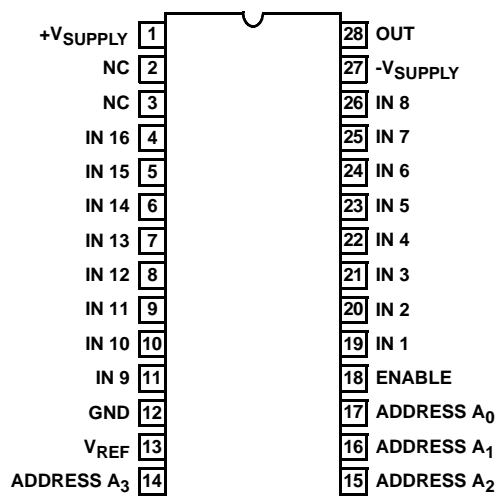 +VSUPPLY 1 28 OUT
NC 2 27 -VSUPPLY
NC 3 26 IN 8
IN 16 4 25 IN 7
IN 15 5 24 IN 6
IN 14 6 23 IN 5
IN 13 7 22 IN 4
IN 12 8 21 IN 3
IN 11 9 20 IN 2
IN 10 10 19 IN 1
IN 9 11 18 ENABLE
GND 12 17 ADDRESS A0
VREF 13 16 ADDRESS A1
ADDRESS A3 14 15 ADDRESS A2